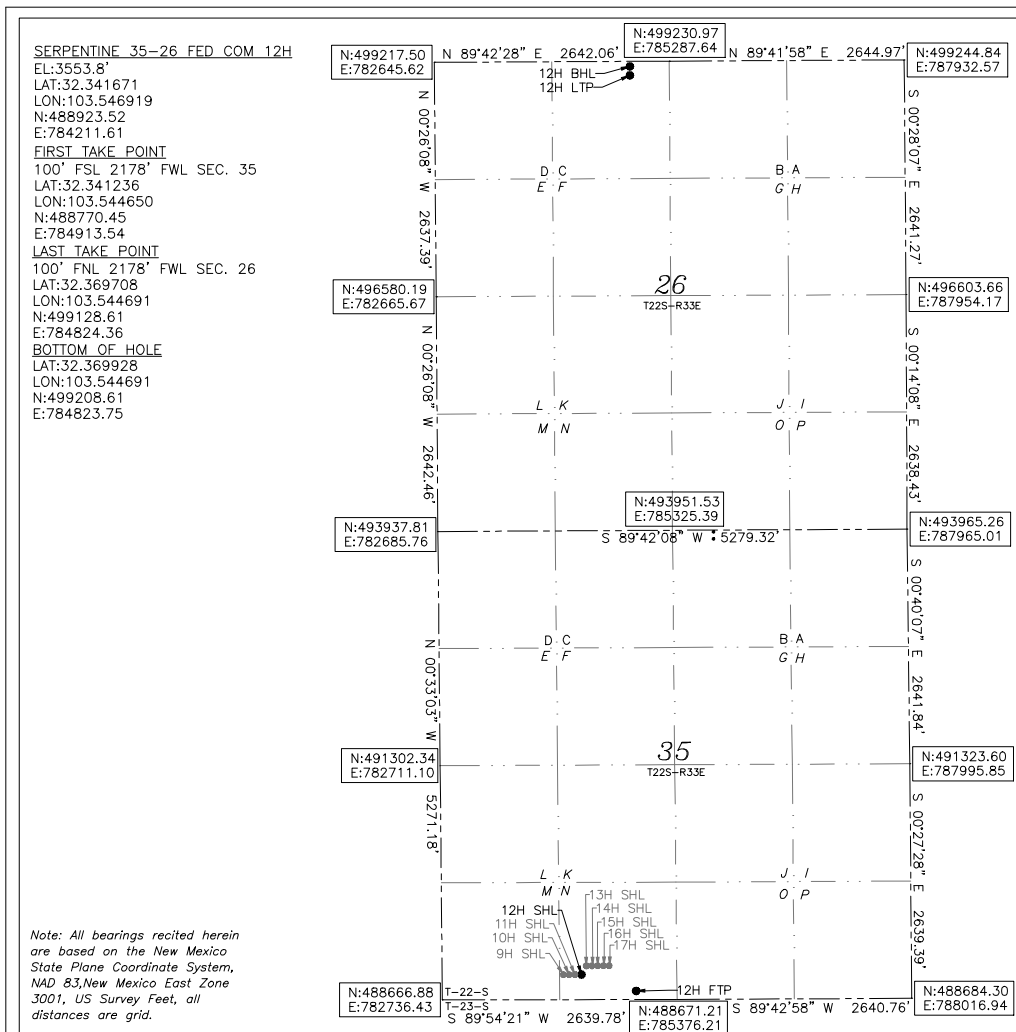 SERPENTINE 35-26 FED COM 12H
EL:3553.8'
LAT:32.341671
LON:103.546919
N:488923.52
E:784211.61
FIRST TAKE POINT
100' FSL 2178' FWL SEC. 35
LAT:32.341236
LON:103.544650
N:488770.45
E:784913.54
LAST TAKE POINT
100' FNL 2178' FWL SEC. 26
LAT:32.369708
LON:103.544691
N:499128.61
E:784824.36
BOTTOM OF HOLE
LAT:32.369928
LON:103.544691
N:499208.61
E:784823.75
N:499217.50
E:782645.62
N 89°42'28" E 2642.06'
N:499230.97
E:785287.64
N 89°41'58" E 2644.97'
N:499244.84
E:787932.57
12H BHL
12H LTP
N 00°26'08" W 2637.39'
S 00°28'07" E 2641.27'
D C
E F
B A
G H
26
T22S-R33E
N:496580.19
E:782665.67
N:496603.66
E:787954.17
N 00°26'08" W 2642.46'
S 00°14'08" E 2638.43'
L K
M N
J I
O P
N:493937.81
E:782685.76
N:493951.53
E:785325.39
S 89°42'08" W 5279.32'
N:493965.26
E:787965.01
N 00°33'03" W 5271.18'
S 00°40'07" E 2641.84'
D C
E F
B A
G H
35
T22S-R33E
N:491302.34
E:782711.10
N:491323.60
E:787995.85
S 00°27'28" E 2639.39'
L K
M N
J I
O P
13H SHL
12H SHL
14H SHL
11H SHL
15H SHL
10H SHL
16H SHL
9H SHL
17H SHL
12H FTP
N:488666.88
E:782736.43
T-22-S
T-23-S
S 89°54'21" W 2639.78'
N:488671.21
E:785376.21
S 89°42'58" W 2640.76'
N:488684.30
E:788016.94
Note: All bearings recited herein
are based on the New Mexico
State Plane Coordinate System,
NAD 83,New Mexico East Zone
3001, US Survey Feet, all
distances are grid.